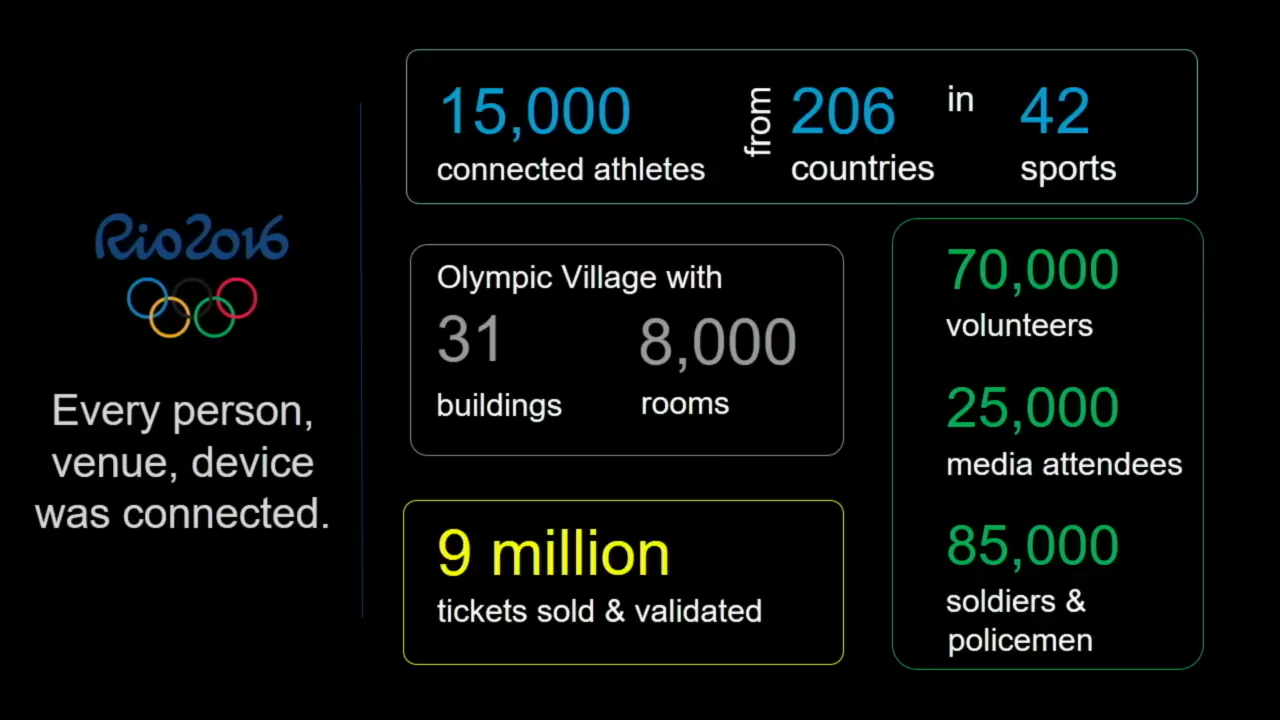 Rio2016
Every person,
venue, device
was connected.
15,000
connected athletes
from
206
countries
in
42
sports
Olympic Village with
31
buildings
8,000
rooms
9 million
tickets sold & validated
70,000
volunteers
25,000
media attendees
85,000
soldiers &
policemen